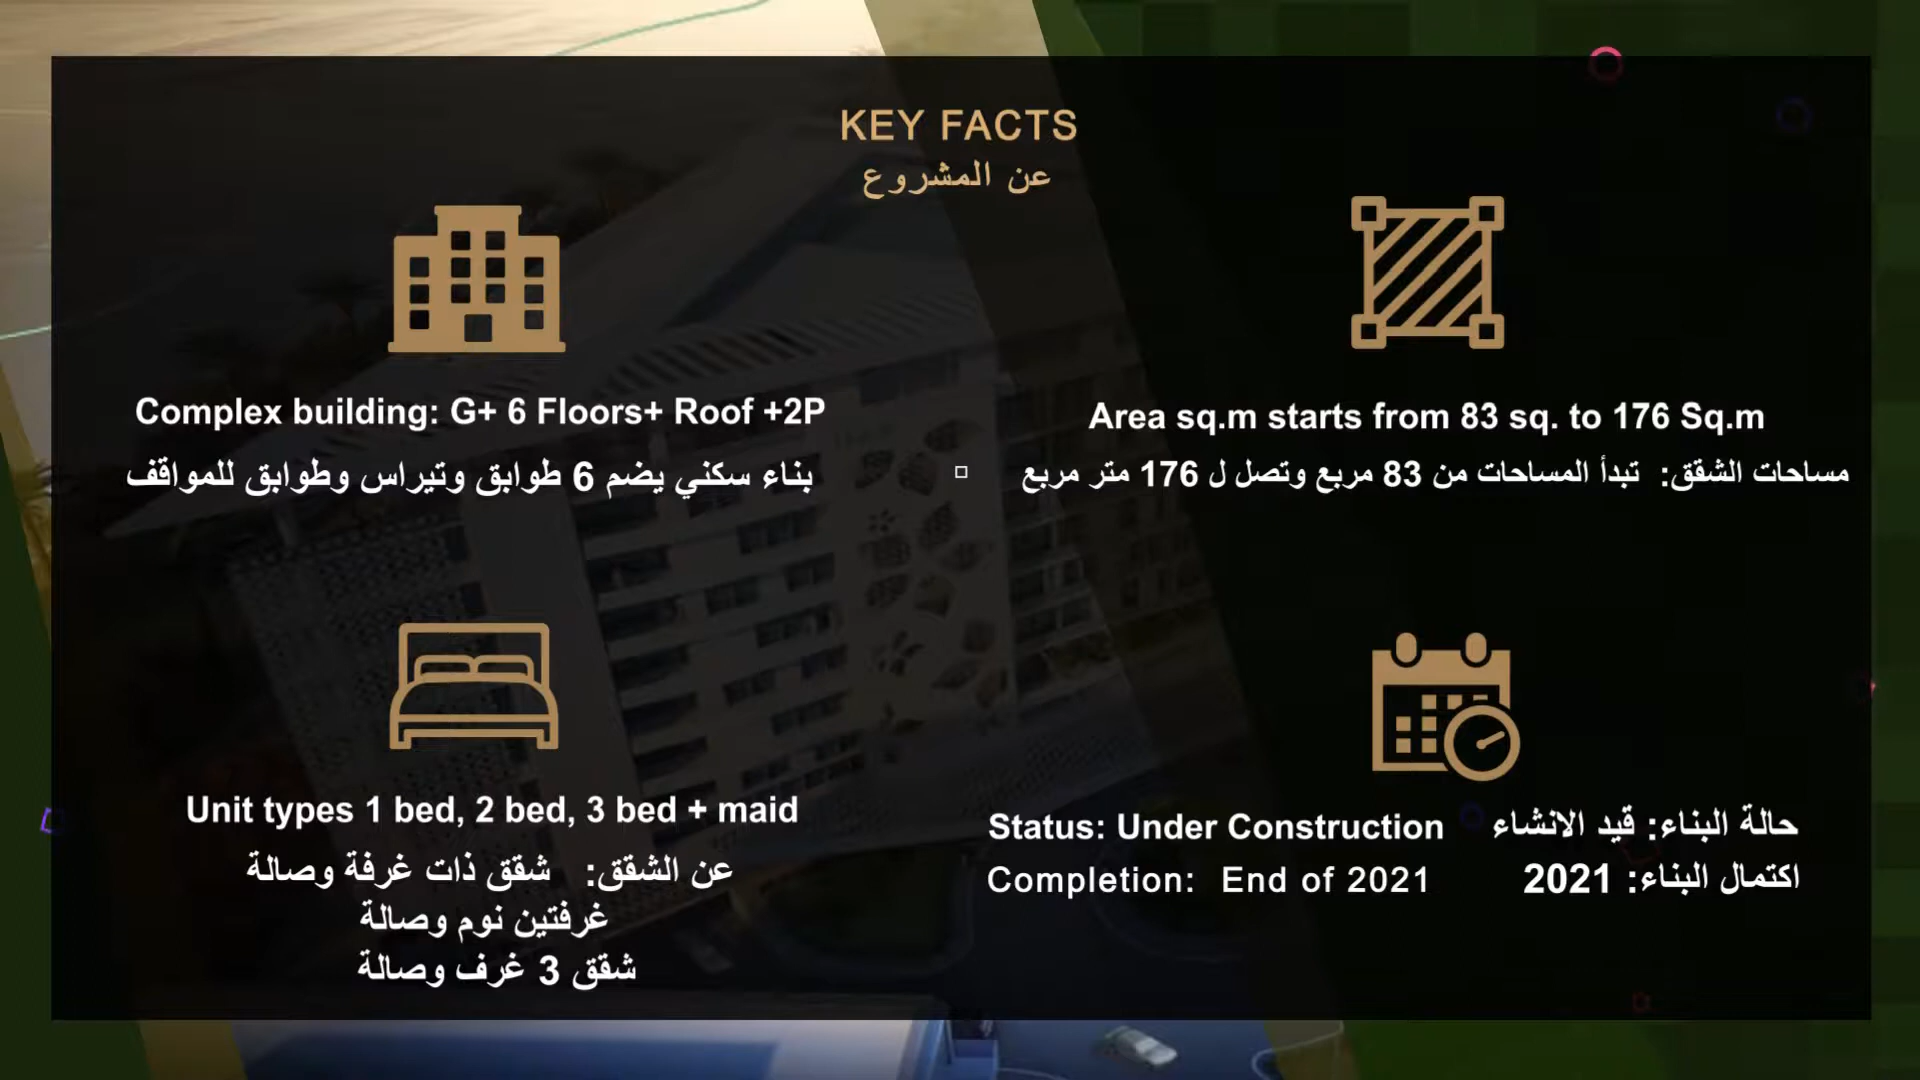 KEY FACTS
عن المشروع
Complex building: G+ 6 Floors+ Roof +2P
بناء سكني يضم 6 طوابق وتيراس وطوابق للمواقف
Area sq.m starts from 83 sq. to 176 Sq.m
مساحات الشقق: تبدأ المساحات من 83 مربع وتصل ل 176 متر مربع
Unit types 1 bed, 2 bed, 3 bed + maid
عن الشقق: شقق ذات غرفة وصالة
غرفتين نوم وصالة
شقق 3 غرف وصالة
Status: Under Construction
حالة البناء: قيد الانشاء
Completion: End of 2021
اكتمال البناء: 2021